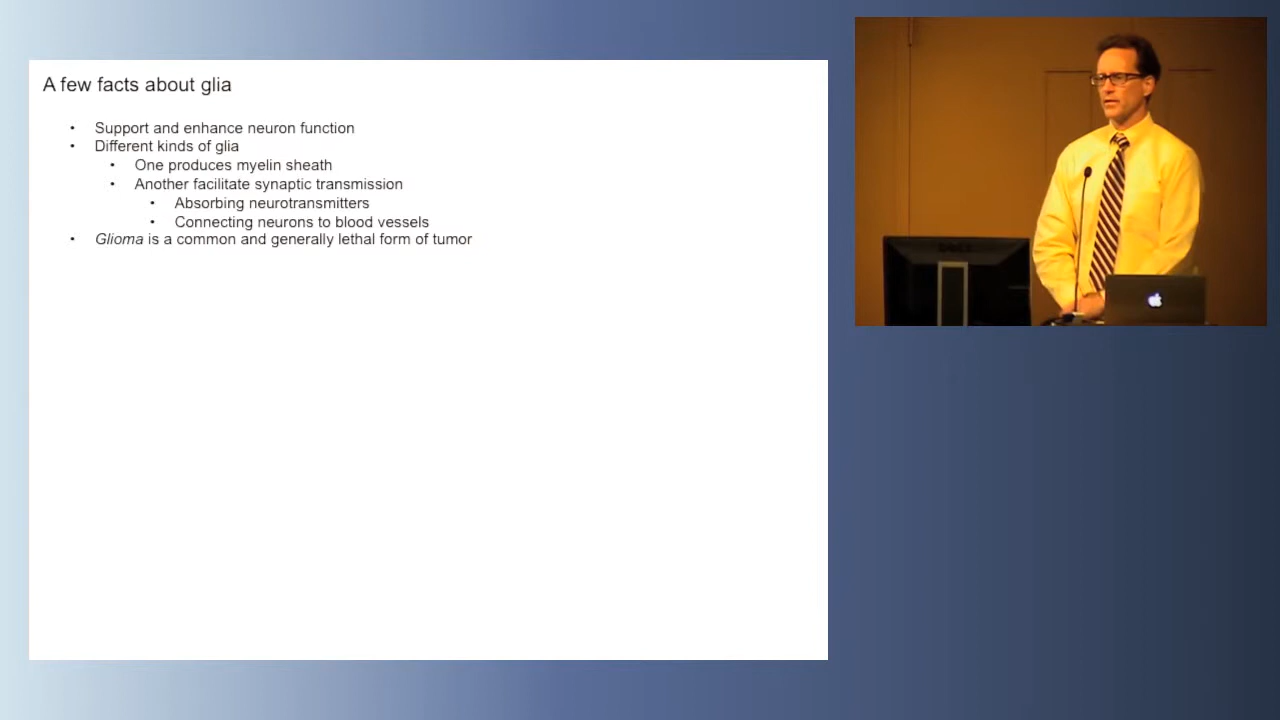 A few facts about glia
• Support and enhance neuron function
• Different kinds of glia
• One produces myelin sheath
• Another facilitate synaptic transmission
• Absorbing neurotransmitters
• Connecting neurons to blood vessels
• Glioma is a common and generally lethal form of tumor
DELL